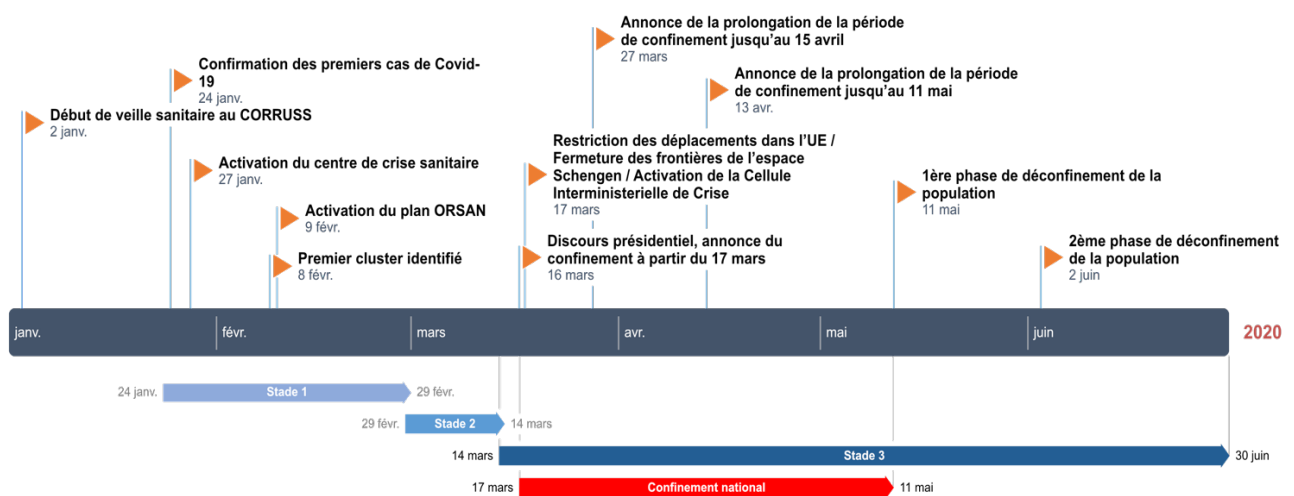 Annonce de la prolongation de la période
de confinement jusqu'au 15 avril
27 mars
Confirmation des premiers cas de Covid-
19
24 janv.
Annonce de la prolongation de la période
de confinement jusqu'au 11 mai
13 avr.
Début de veille sanitaire au CORRUSS
2 janv.
Restriction des déplacements dans l'UE /
Fermeture des frontières de l'espace
Schengen / Activation de la Cellule
Interministerielle de Crise
17 mars
Activation du centre de crise sanitaire
27 janv.
1ère phase de déconfinement de la
population
11 mai
Activation du plan ORSAN
9 févr.
Discours présidentiel, annonce du
confinement à partir du 17 mars
16 mars
2ème phase de déconfinement
de la population
2 juin
Premier cluster identifié
8 févr.
janv. févr. mars avr. mai juin 2020
24 janv. Stade 1 29 févr.
29 févr. Stade 2 14 mars
14 mars Stade 3 30 juin
17 mars Confinement national 11 mai